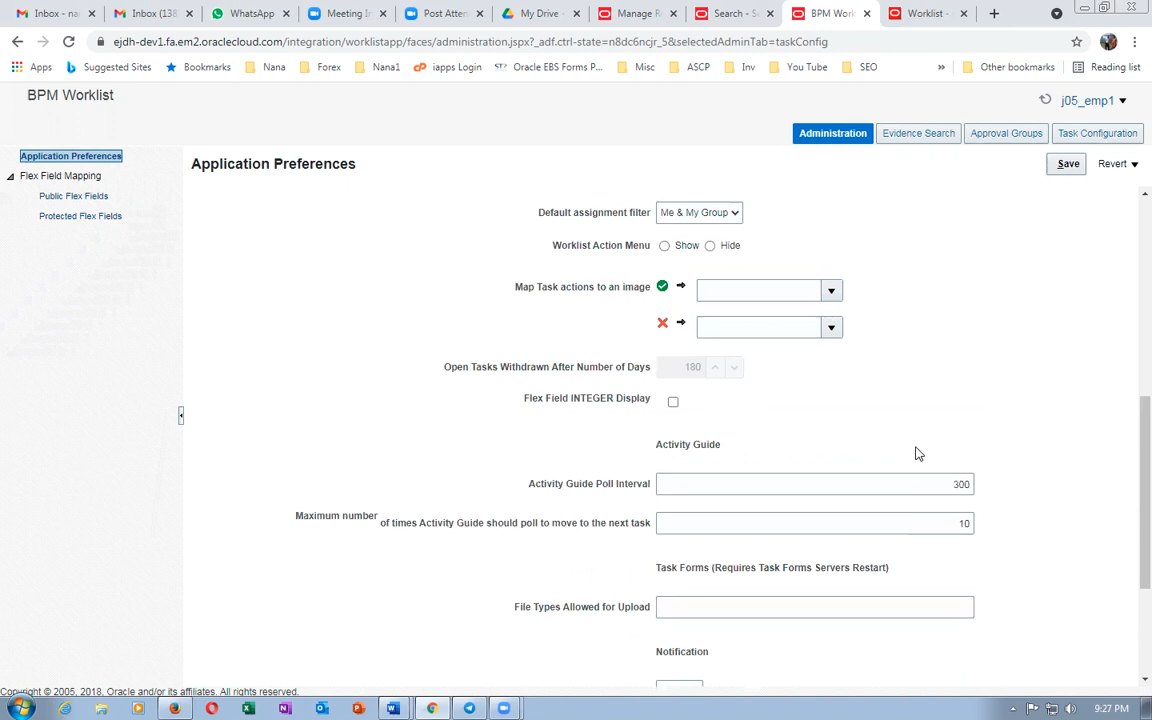 Inbox - nan
Inbox (138
WhatsApp
Meeting In
Post Atten
My Drive -
Manage R
Search - S
BPM Work
Worklist -
ejdh-dev1.fa.em2.oraclecloud.com/integration/worklistapp/faces/administration.jspx?_adf.ctrl-state=n8dc6ncjr_5&selectedAdminTab=taskConfig
Apps
Suggested Sites
Bookmarks
Nana
Forex
Nana1
iapps Login
Oracle EBS Forms P...
Misc
ASCP
Inv
You Tube
SEO
»
Other bookmarks
Reading list
BPM Worklist
j05_emp1
Administration
Evidence Search
Approval Groups
Task Configuration
Application Preferences
Flex Field Mapping
Public Flex Fields
Protected Flex Fields
Application Preferences
Save
Revert
Default assignment filter
Me & My Group
Worklist Action Menu
Show
Hide
Map Task actions to an image
Open Tasks Withdrawn After Number of Days
180
Flex Field INTEGER Display
Activity Guide
Activity Guide Poll Interval
300
Maximum number of times Activity Guide should poll to move to the next task
10
Task Forms (Requires Task Forms Servers Restart)
File Types Allowed for Upload
Notification
Copyright © 2005, 2018, Oracle and/or its affiliates. All rights reserved.
9:27 PM